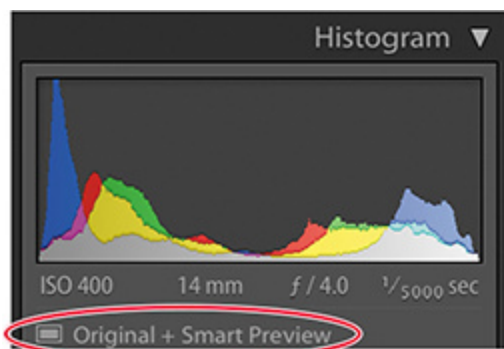 Histogram ▼
ISO 400 14 mm ƒ / 4.0 1/5000 sec
Original + Smart Preview